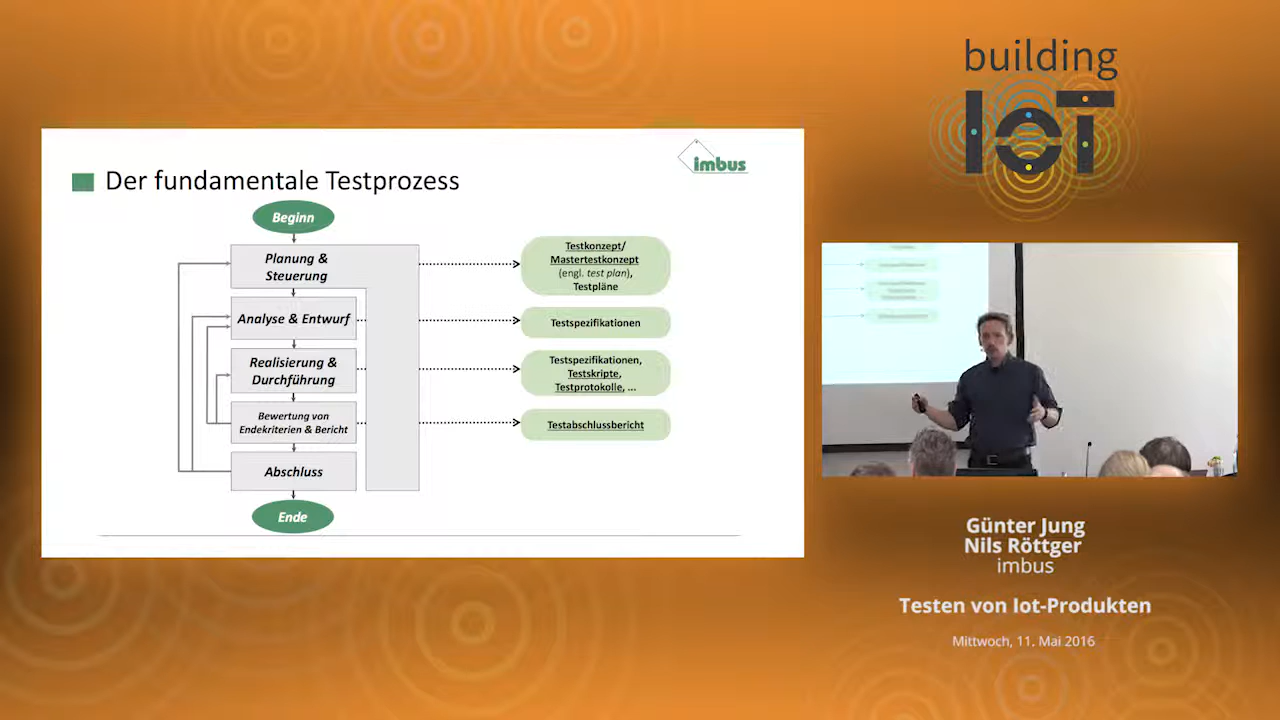 building
IoT
imbus
Der fundamentale Testprozess
Beginn
Planung &
Steuerung
Analyse & Entwurf
Realisierung &
Durchführung
Bewertung von
Endekriterien & Bericht
Abschluss
Ende
Testkonzept/
Mastertestkonzept
(engl. test plan),
Testpläne
Testspezifikationen
Testspezifikationen,
Testskripte,
Testprotokolle, ...
Testabschlussbericht
Günter Jung
Nils Röttger
imbus
Testen von Iot-Produkten
Mittwoch, 11. Mai 2016